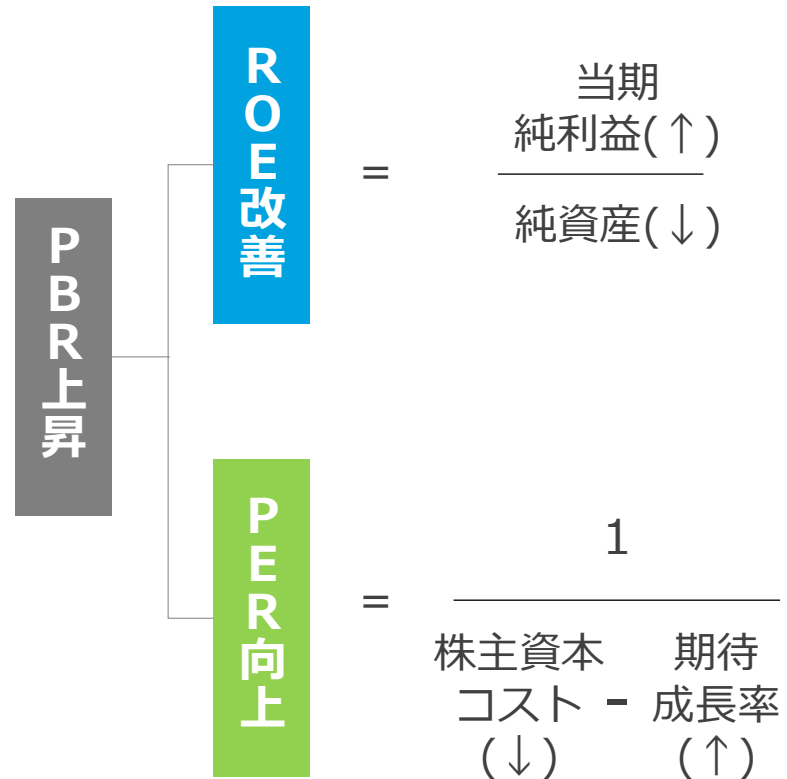 PBR上昇
ROE改善
=
当期
純利益(↑)
純資産(↓)
PER向上
=
1
株主資本
コスト
(↓)
-
期待
成長率
(↑)